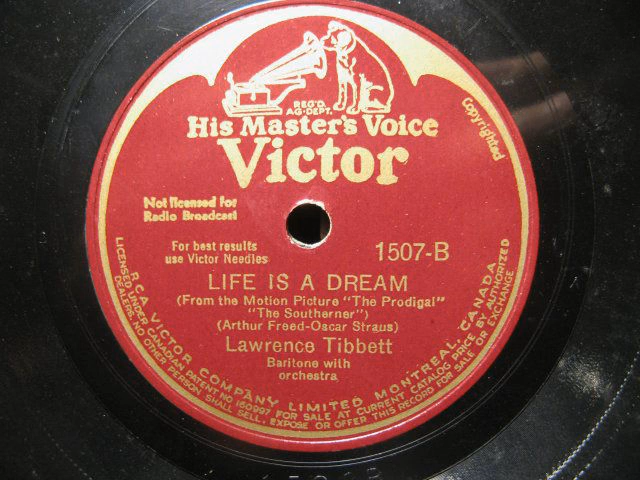 REG'D.
AG·DEPT.
His Master's Voice
Victor
Copyrighted
Not licensed for
Radio Broadcast
For best results
use Victor Needles
1507-B
LIFE IS A DREAM
(From the Motion Picture "The Prodigal"
"The Southerner")
(Arthur Freed-Oscar Straus)
Lawrence Tibbett
Baritone with
orchestra
RCA VICTOR COMPANY LIMITED MONTREAL, CANADA
LICENSED UNDER CANADIAN PATENT NO 160997 FOR SALE AT CURRENT CATALOG PRICE BY AUTHORIZED
DEALERS. NO OTHER PERSON SHALL SELL, EXPOSE OR OFFER THIS RECORD FOR SALE OR EXCHANGE